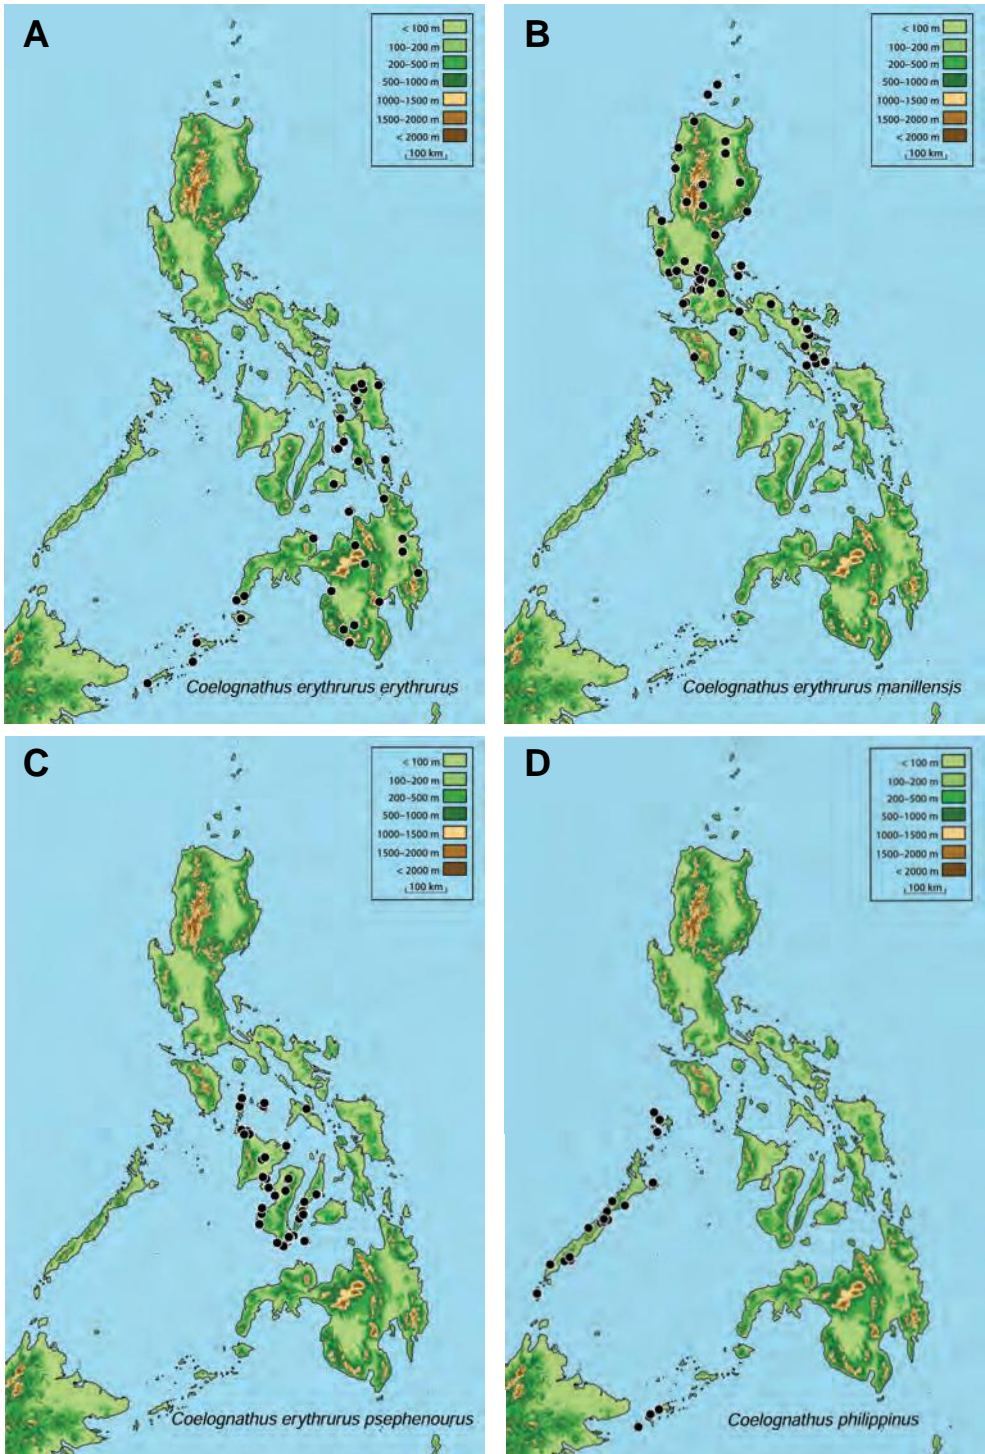 A
< 100 m
100–200 m
200–500 m
500–1000 m
1000–1500 m
1500–2000 m
< 2000 m
100 km
Coelognathus erythrurus erythrurus
B
< 100 m
100–200 m
200–500 m
500–1000 m
1000–1500 m
1500–2000 m
< 2000 m
100 km
Coelognathus erythrurus manillensis
C
< 100 m
100–200 m
200–500 m
500–1000 m
1000–1500 m
1500–2000 m
< 2000 m
100 km
Coelognathus erythrurus psephenourus
D
< 100 m
100–200 m
200–500 m
500–1000 m
1000–1500 m
1500–2000 m
< 2000 m
100 km
Coelognathus philippinus